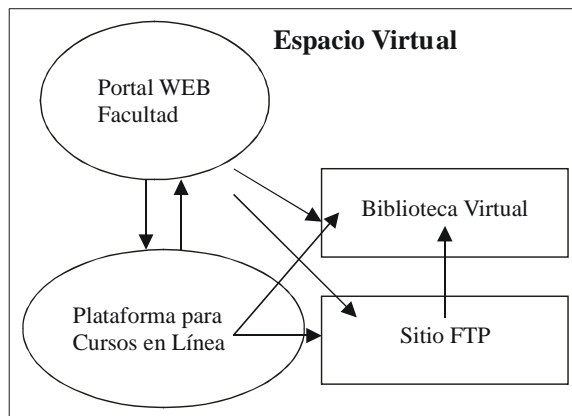 Espacio Virtual
Portal WEB
Facultad
Biblioteca Virtual
Plataforma para
Cursos en Línea
Sitio FTP